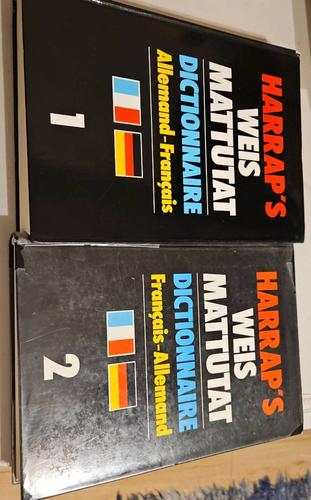 HARRAP'S
WEIS
MATTUTAT
DICTIONNAIRE
Allemand-Français
1
HARRAP'S
WEIS
MATTUTAT
DICTIONNAIRE
Français-Allemand
2